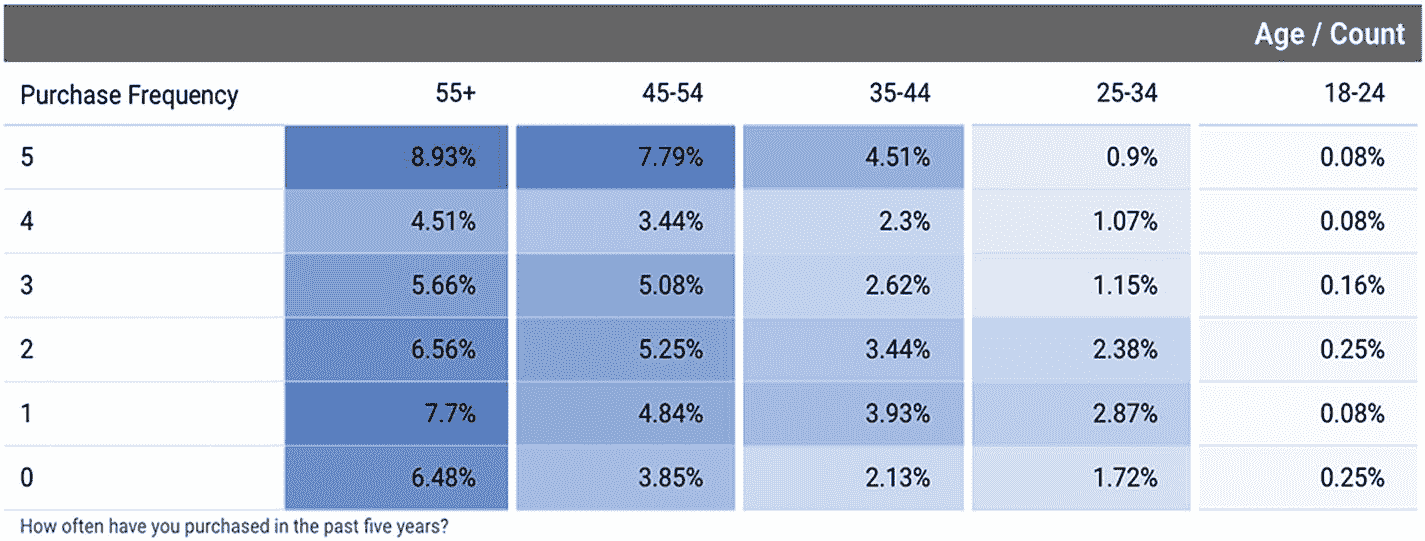 Age / Count
Purchase Frequency 55+ 45-54 35-44 25-34 18-24
5 8.93% 7.79% 4.51% 0.9% 0.08%
4 4.51% 3.44% 2.3% 1.07% 0.08%
3 5.66% 5.08% 2.62% 1.15% 0.16%
2 6.56% 5.25% 3.44% 2.38% 0.25%
1 7.7% 4.84% 3.93% 2.87% 0.08%
0 6.48% 3.85% 2.13% 1.72% 0.25%
How often have you purchased in the past five years?